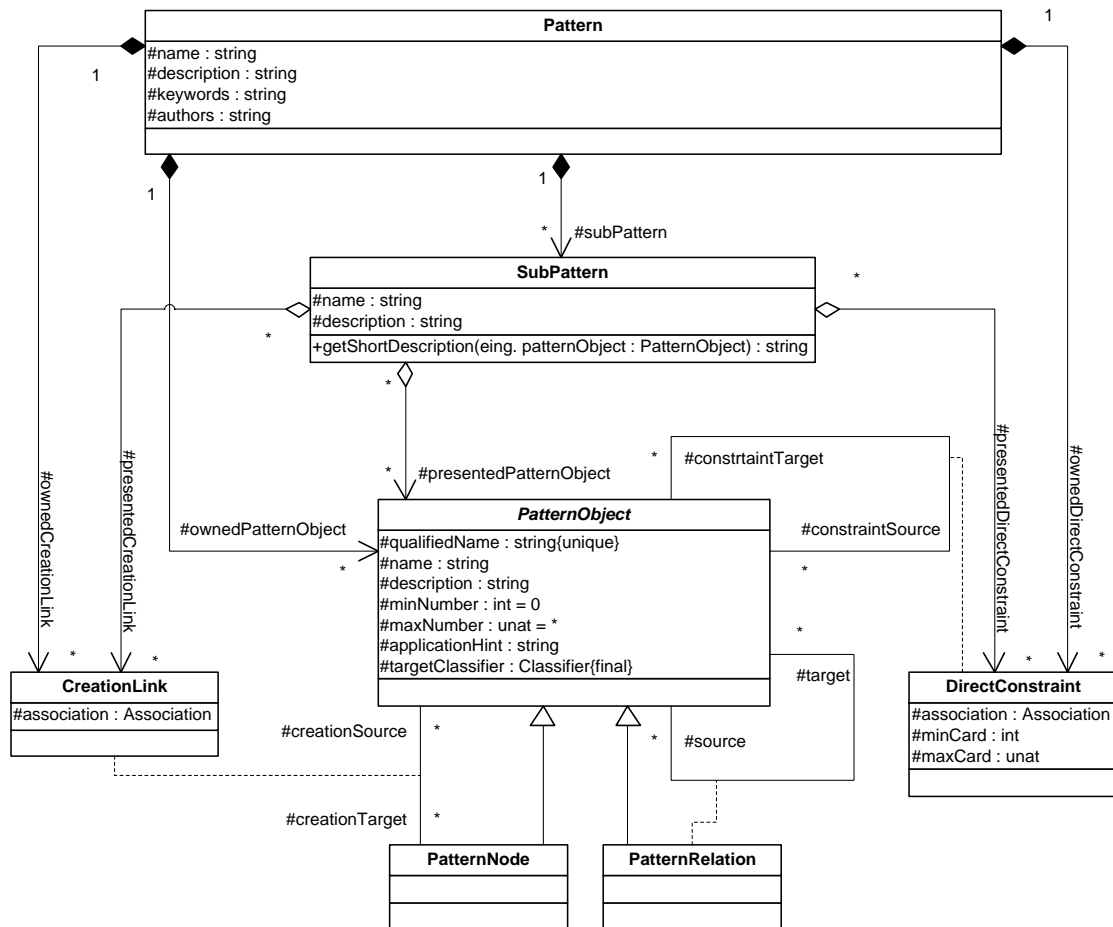 Pattern
#name : string
#description : string
#keywords : string
#authors : string
1
1
1
1
* #subPattern
SubPattern
#name : string
#description : string
+getShortDescription(eing. patternObject : PatternObject) : string
*
*
*
* #presentedPatternObject
* #constrtaintTarget
#ownedPatternObject
*
#constraintSource
*
PatternObject
#qualifiedName : string{unique}
#name : string
#description : string
#minNumber : int = 0
#maxNumber : unat = *
#applicationHint : string
#targetClassifier : Classifier{final}
*
#target
#ownedCreationLink
#presentedCreationLink
#presentedDirectConstraint
#ownedDirectConstraint
*
*
*
*
CreationLink
#association : Association
DirectConstraint
#association : Association
#minCard : int
#maxCard : unat
#creationSource *
* #source
#creationTarget *
PatternNode
PatternRelation